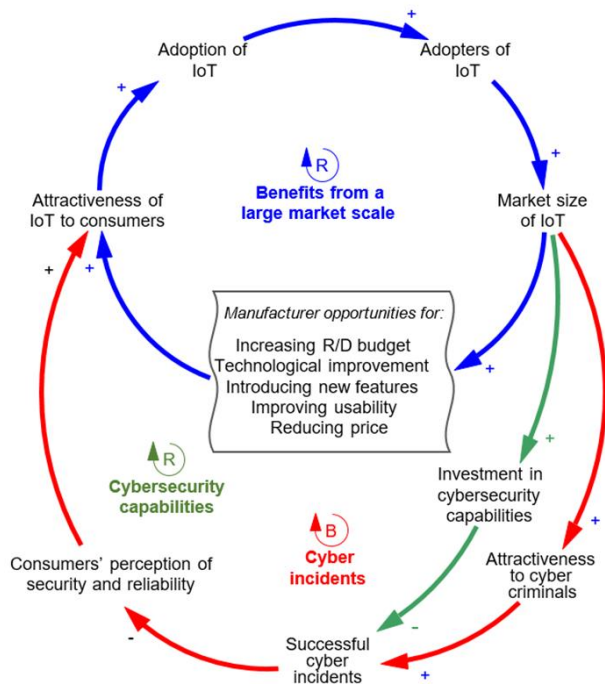 Adoption of
IoT
+
Adopters of
IoT
+
+
R
Benefits from a
large market scale
Attractiveness of
IoT to consumers
Market size
of IoT
+
+
Manufacturer opportunities for:
Increasing R/D budget
Technological improvement
Introducing new features
Improving usability
Reducing price
+
R
Cybersecurity
capabilities
+
Investment in
cybersecurity
capabilities
B
Cyber
incidents
+
Consumers’ perception of
security and reliability
Attractiveness
to cyber
criminals
-
-
Successful
cyber
incidents
+